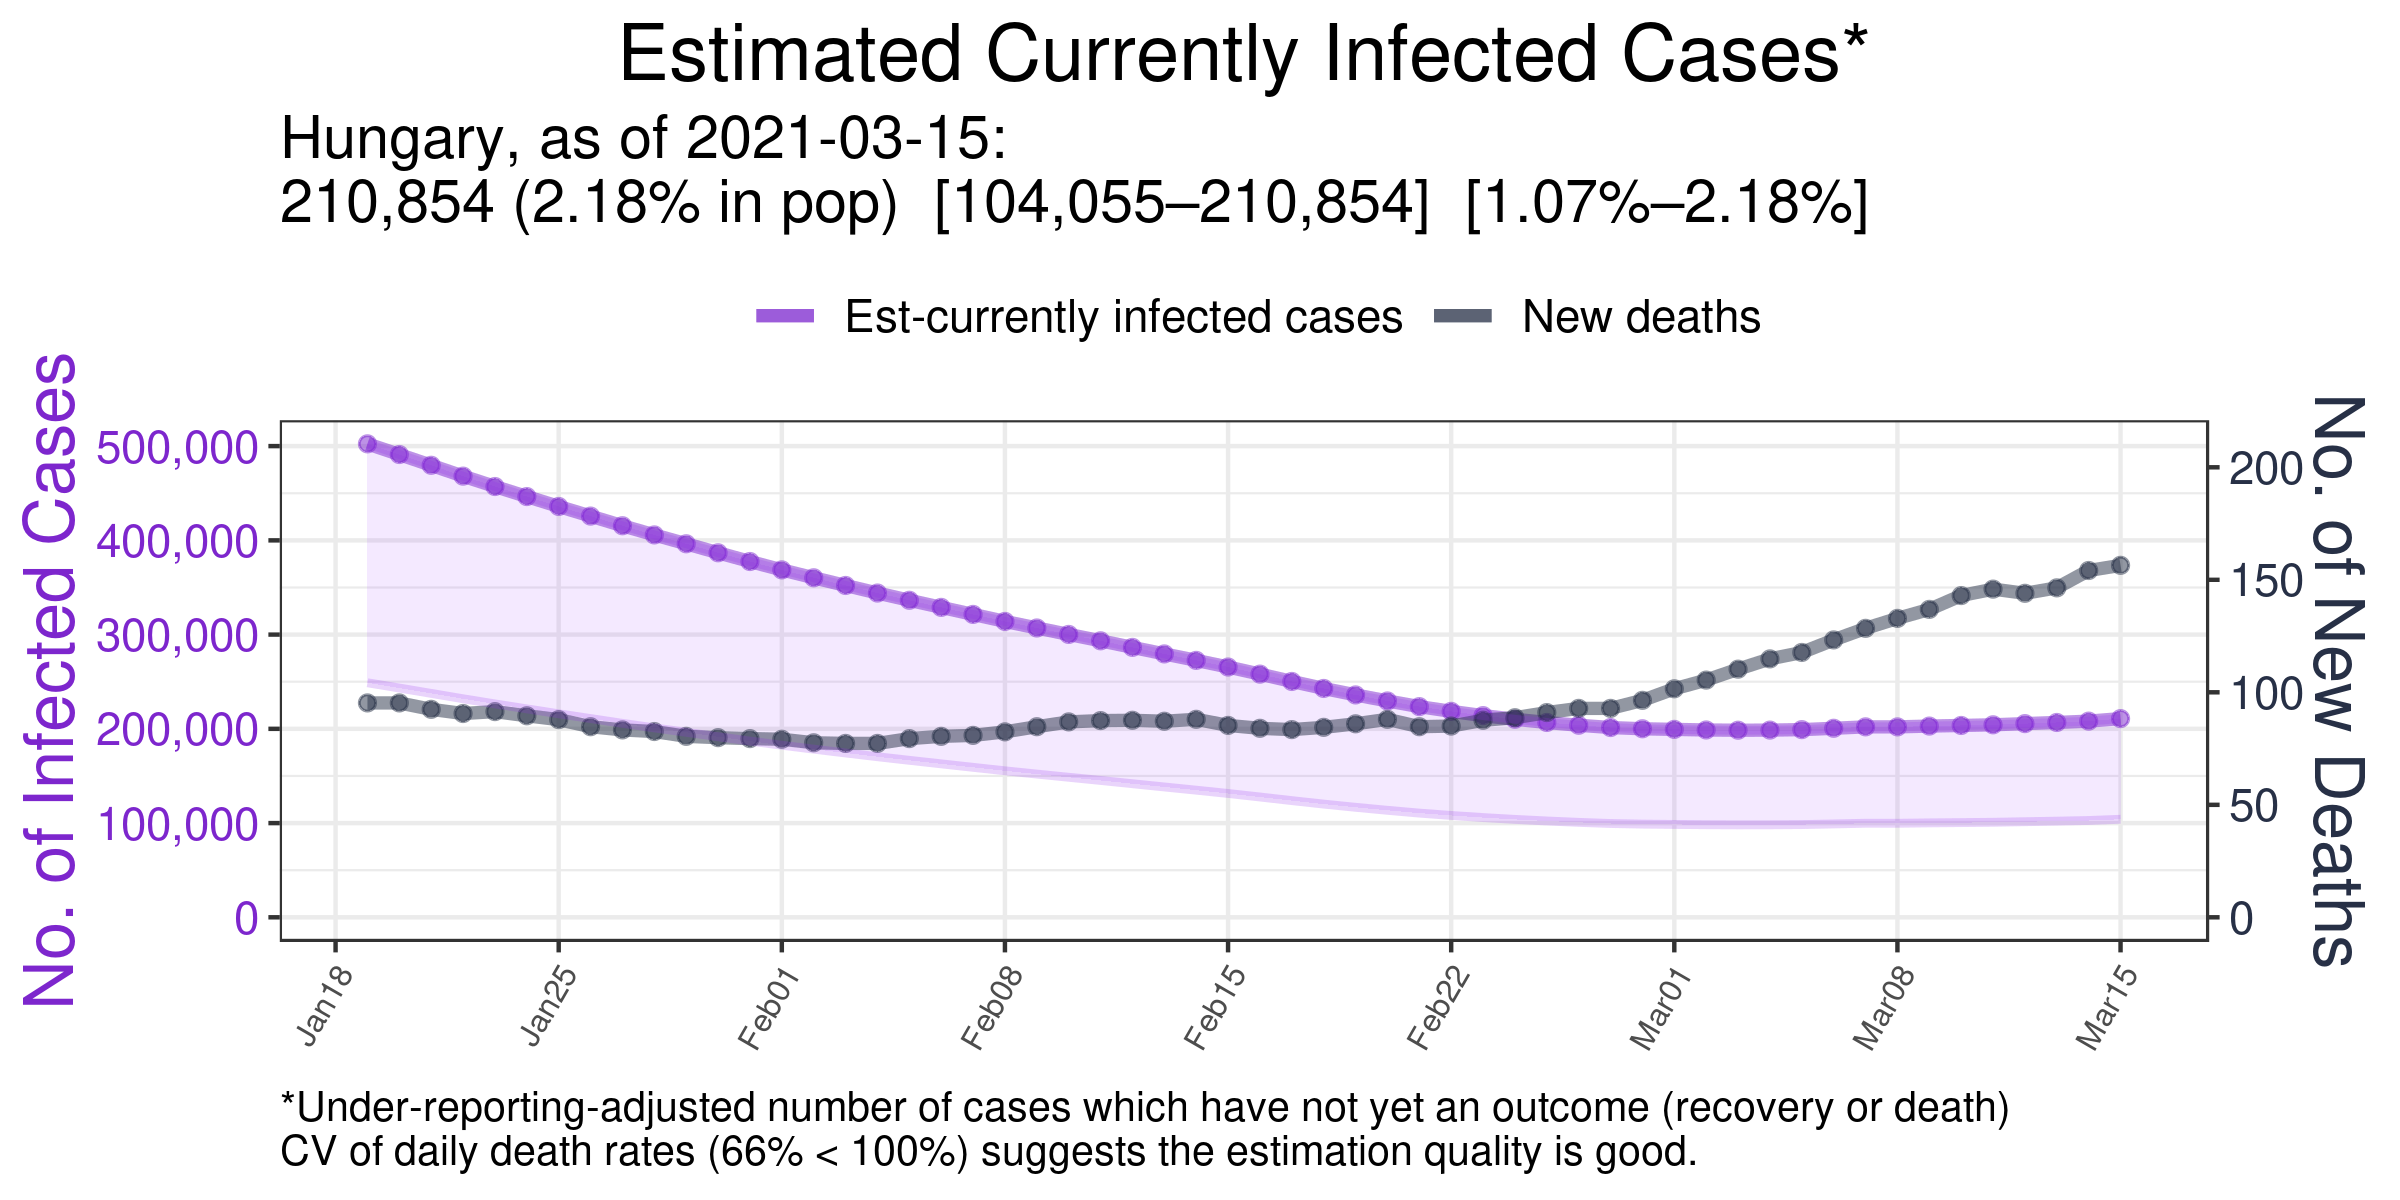 Estimated Currently Infected Cases*
Hungary, as of 2021-03-15:
210,854 (2.18% in pop)  [104,055–210,854]  [1.07%–2.18%]
Est-currently infected cases
New deaths
No. of Infected Cases
500,000
400,000
300,000
200,000
100,000
0
200
150
100
50
0
No. of New Deaths
Jan18
Jan25
Feb01
Feb08
Feb15
Feb22
Mar01
Mar08
Mar15
*Under-reporting-adjusted number of cases which have not yet an outcome (recovery or death)
CV of daily death rates (66% < 100%) suggests the estimation quality is good.